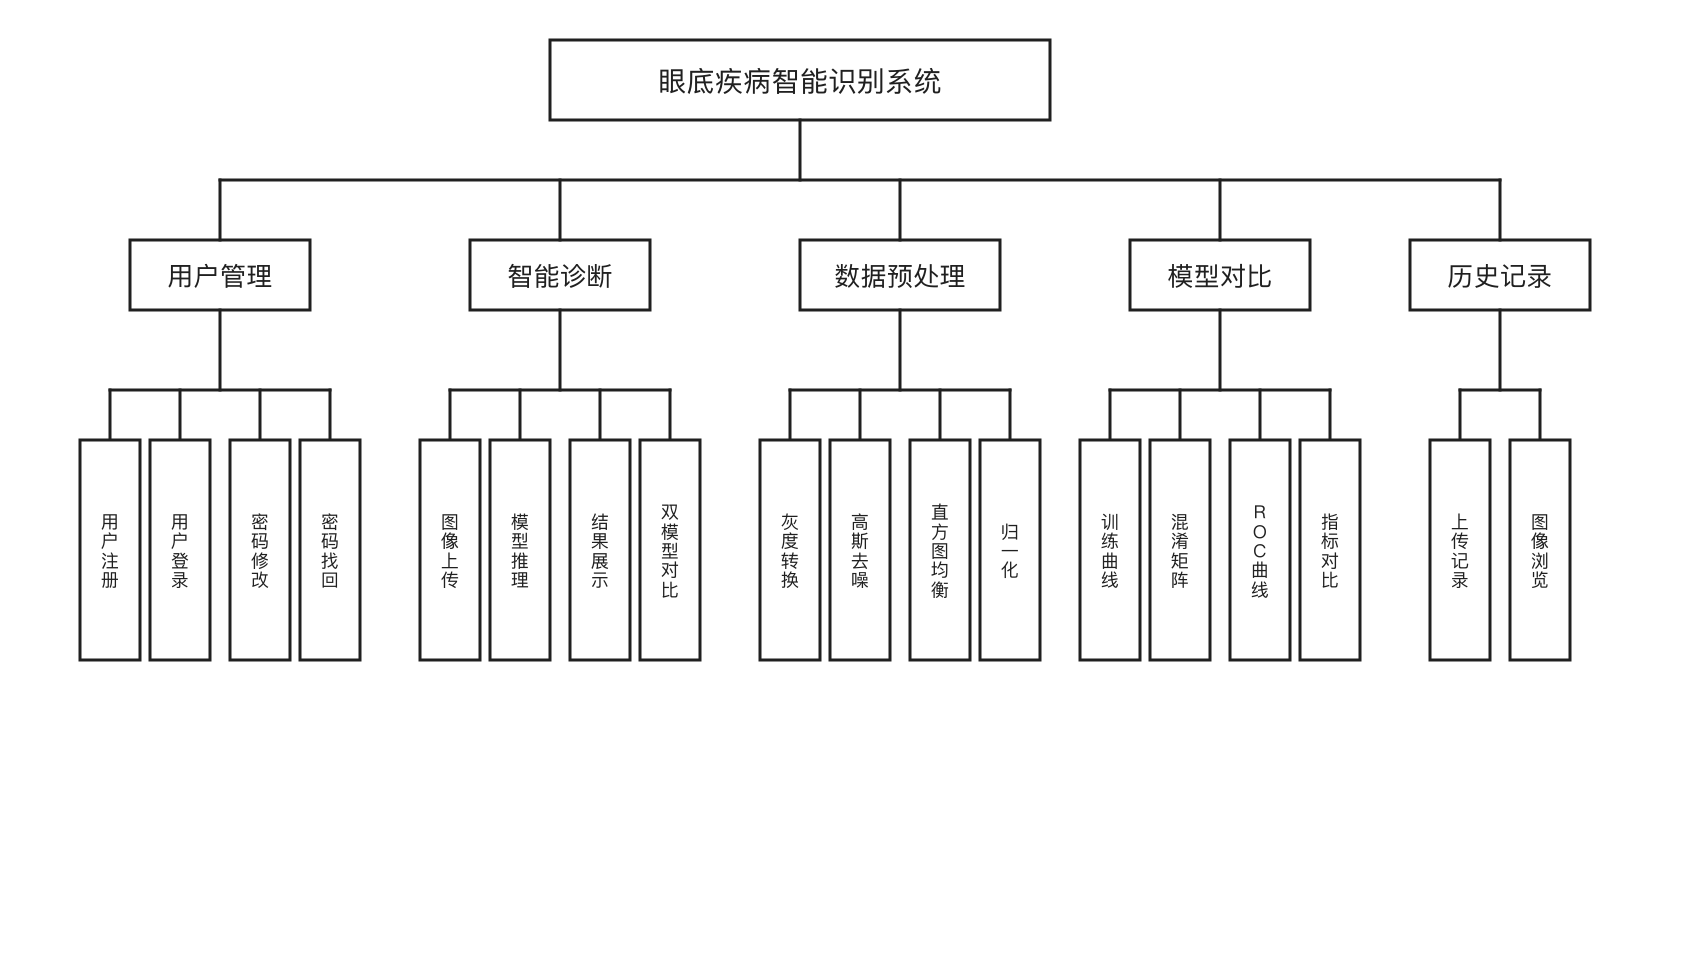 眼底疾病智能识别系统
用户管理
智能诊断
数据预处理
模型对比
历史记录
用户注册
用户登录
密码修改
密码找回
图像上传
模型推理
结果展示
双模型对比
灰度转换
高斯去噪
直方图均衡
归一化
训练曲线
混淆矩阵
ROC曲线
指标对比
上传记录
图像浏览